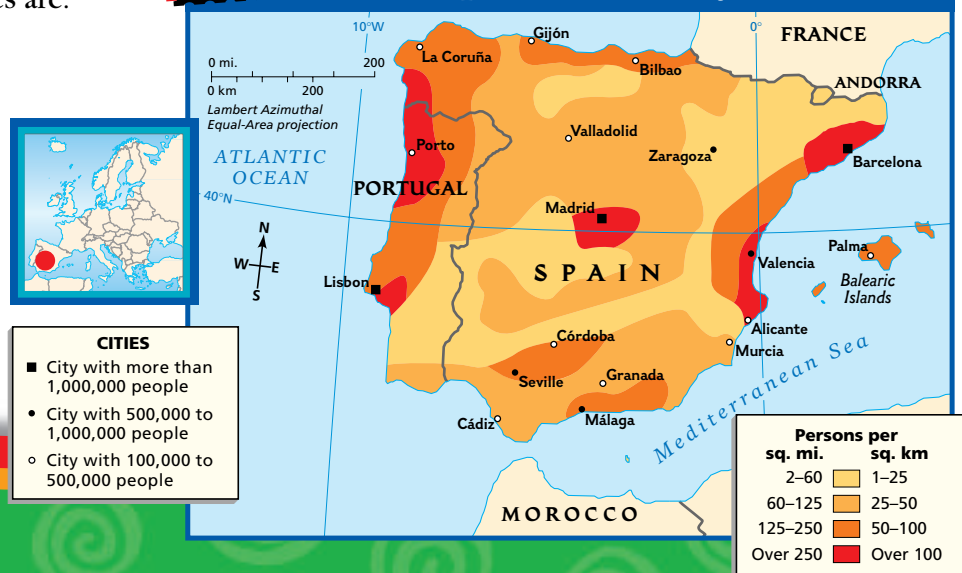 es are.
10°W
0°
FRANCE
Gijón
La Coruña
Bilbao
ANDORRA
0 mi. 200
0 km 200
Lambert Azimuthal
Equal-Area projection
Valladolid
Zaragoza
Barcelona
Porto
ATLANTIC
OCEAN
PORTUGAL
40°N
Madrid
N
W E
S
Palma
Valencia
SPAIN
Lisbon
Balearic
Islands
Alicante
Córdoba
Murcia
Seville
Granada
Cádiz
Málaga
Mediterranean Sea
MOROCCO
CITIES
City with more than
1,000,000 people
City with 500,000 to
1,000,000 people
City with 100,000 to
500,000 people
Persons per
sq. mi. sq. km
2–60 1–25
60–125 25–50
125–250 50–100
Over 250 Over 100